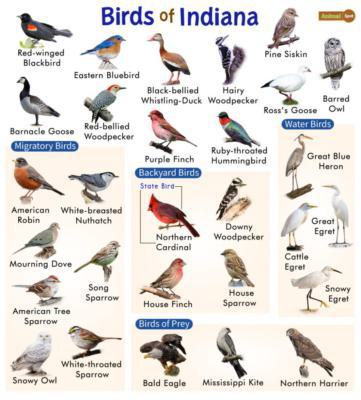 Birds of Indiana
Animal Spot
Red-winged
Blackbird
Eastern Bluebird
Black-bellied
Whistling-Duck
Hairy
Woodpecker
Pine Siskin
Barred
Owl
Ross's Goose
Barnacle Goose
Red-bellied
Woodpecker
Purple Finch
Ruby-throated
Hummingbird
Water Birds
Great Blue
Heron
Great
Egret
Cattle
Egret
Snowy
Egret
Migratory Birds
American
Robin
White-breasted
Nuthatch
Mourning Dove
Song
Sparrow
American Tree
Sparrow
Snowy Owl
White-throated
Sparrow
Backyard Birds
State Bird
Northern
Cardinal
Downy
Woodpecker
House Finch
House
Sparrow
Birds of Prey
Bald Eagle
Mississippi Kite
Northern Harrier